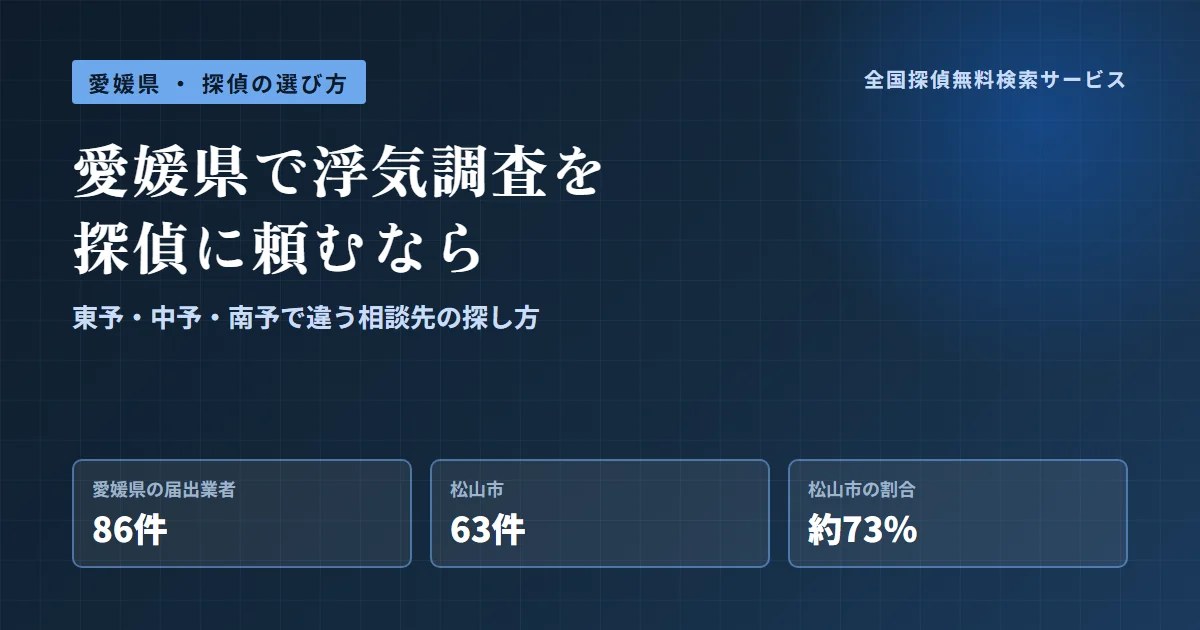 愛媛県 ・ 探偵の選び方
全国探偵無料検索サービス
愛媛県で浮気調査を
探偵に頼むなら
東予・中予・南予で違う相談先の探し方
愛媛県の届出業者
86件
松山市
63件
松山市の割合
約73%